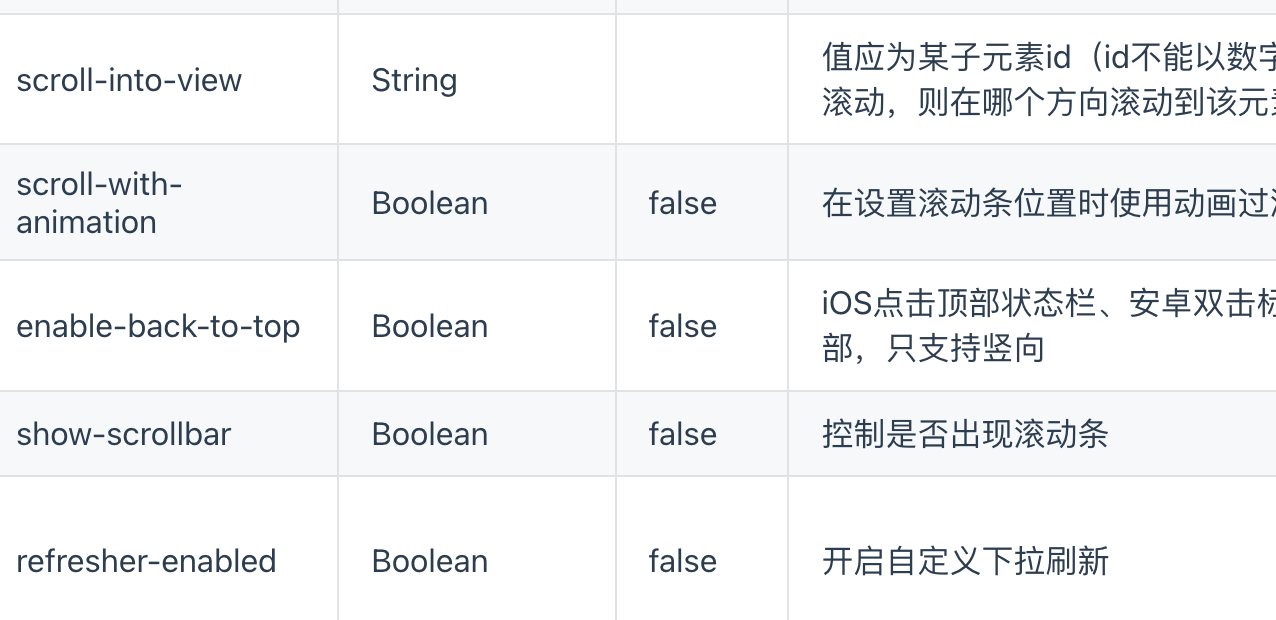 scroll-into-view
String
值应为某子元素id（id不能以数字
滚动，则在哪个方向滚动到该元
scroll-with-
animation
Boolean
false
在设置滚动条位置时使用动画过
enable-back-to-top
Boolean
false
iOS点击顶部状态栏、安卓双击标
部，只支持竖向
show-scrollbar
Boolean
false
控制是否出现滚动条
refresher-enabled
Boolean
false
开启自定义下拉刷新